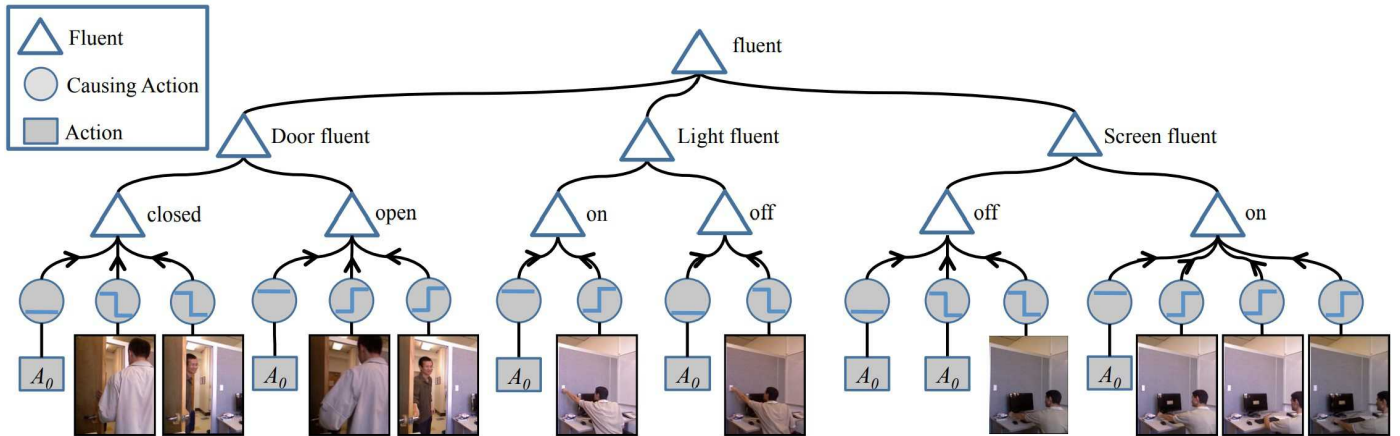 Fluent
Causing Action
Action
fluent
Door fluent
Light fluent
Screen fluent
closed
open
on
off
off
on
A0
A0
A0
A0
A0
A0
A0